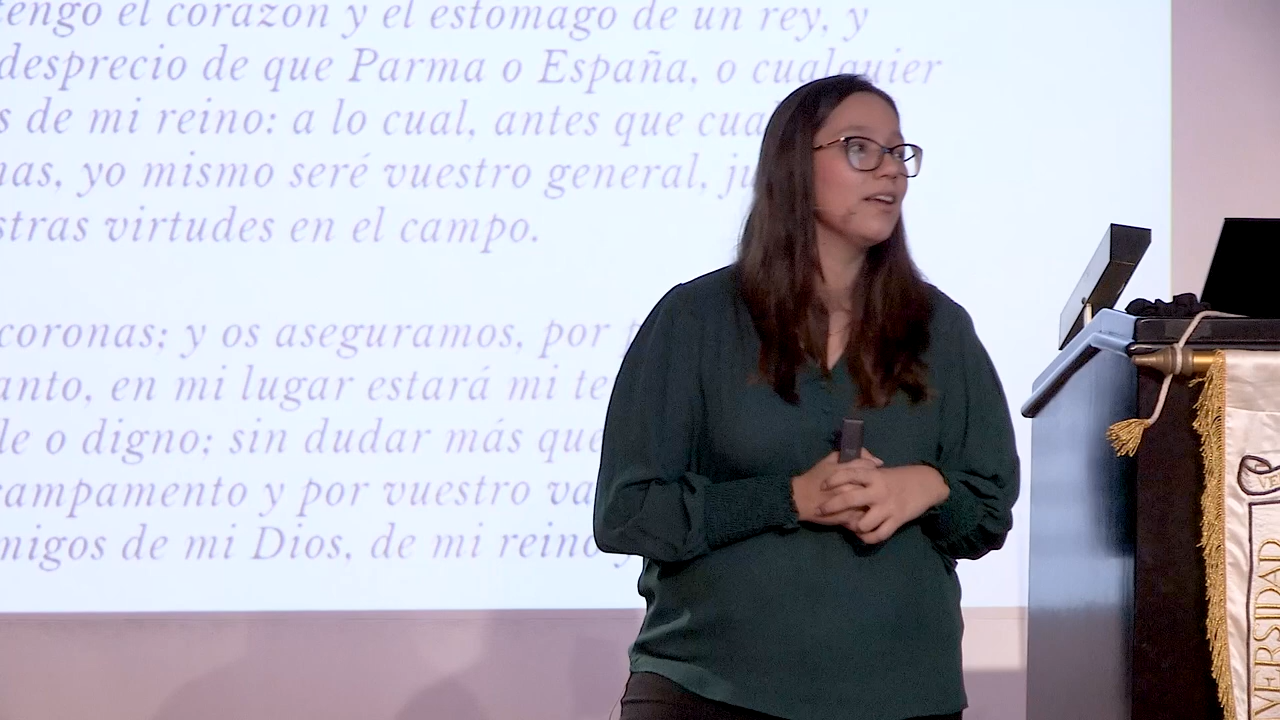 tengo el corazón y el estómago de un rey, y
desprecio de que Parma o España, o cualquier
s de mi reino: a lo cual, antes que cua
nas, yo mismo seré vuestro general, ju
stras virtudes en el campo.
coronas; y os aseguramos, por p
anto, en mi lugar estará mi te
le o digno; sin dudar más que
campamento y por vuestro va
migos de mi Dios, de mi reino y
VERSIDAD